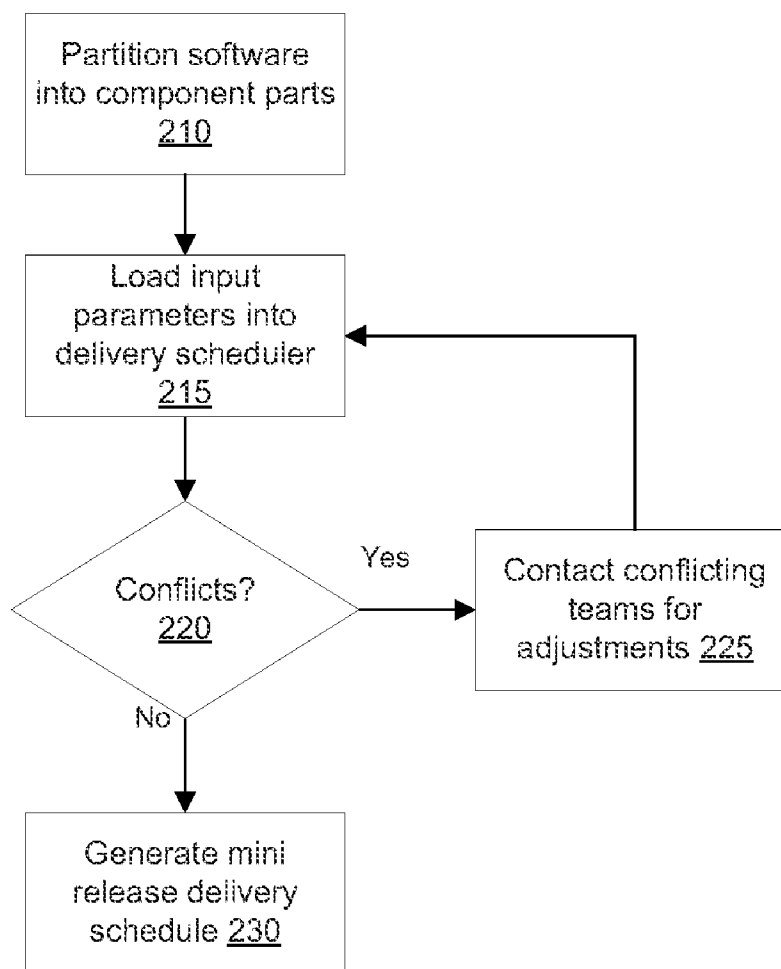 Partition software
into component parts
210
Load input
parameters into
delivery scheduler
215
Conflicts?
220
Yes
Contact conflicting
teams for
adjustments 225
No
Generate mini
release delivery
schedule 230